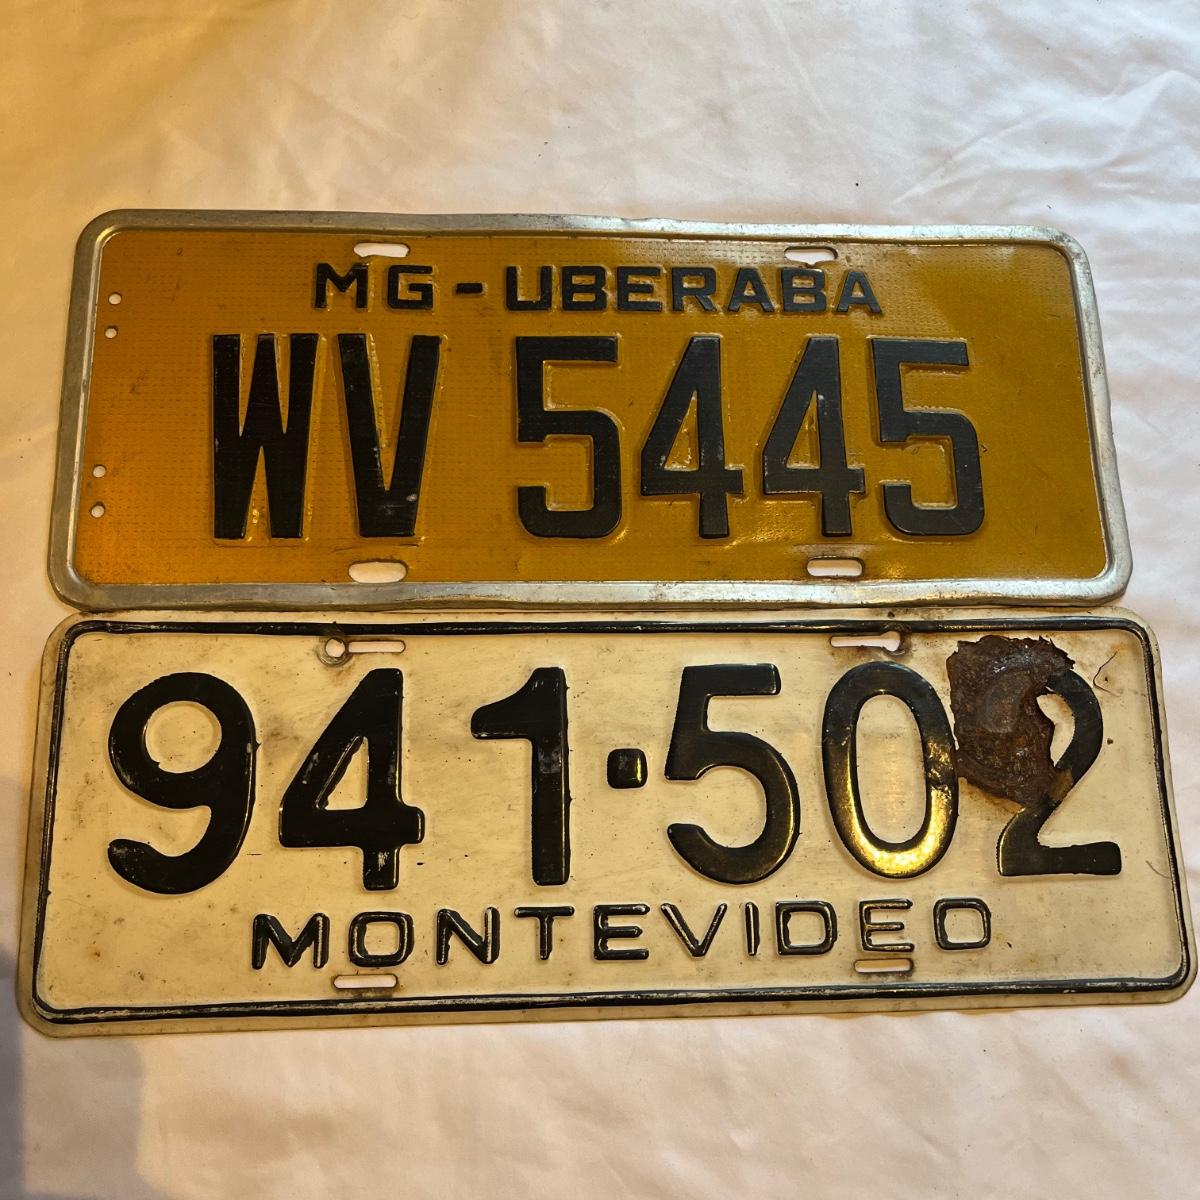 MG-UBERABA
WV 5445
941·502
MONTEVIDEO